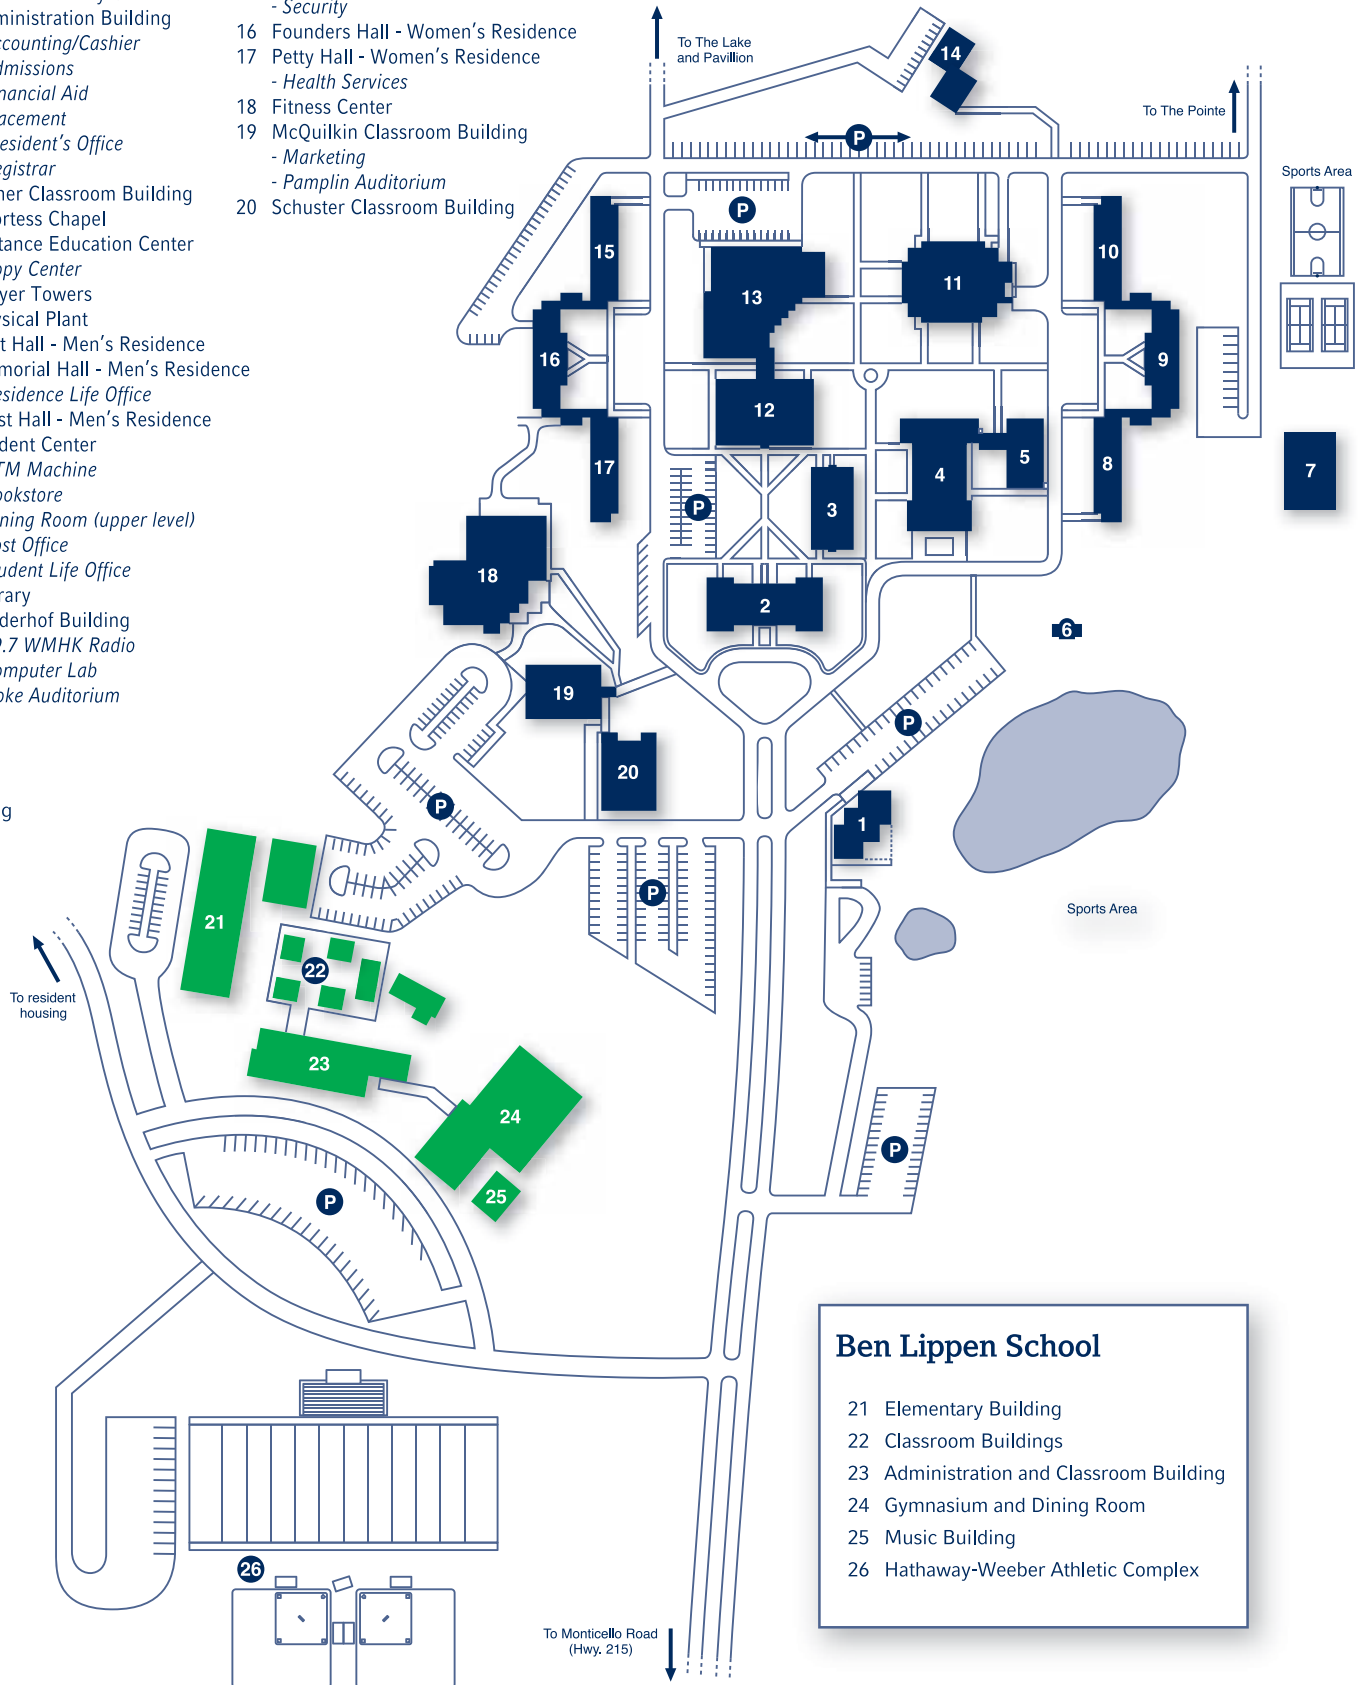 ministration Building
ccounting/Cashier
dmissions
nancial Aid
acement
esident's Office
egistrar
her Classroom Building
ortess Chapel
tance Education Center
opy Center
yer Towers
ysical Plant
t Hall - Men's Residence
morial Hall - Men's Residence
esidence Life Office
st Hall - Men's Residence
dent Center
TM Machine
ookstore
ning Room (upper level)
ost Office
tudent Life Office
rary
derhof Building
9.7 WMHK Radio
omputer Lab
oke Auditorium
g
- Security
16 Founders Hall - Women's Residence
17 Petty Hall - Women's Residence
- Health Services
18 Fitness Center
19 McQuilkin Classroom Building
- Marketing
- Pamplin Auditorium
20 Schuster Classroom Building
To The Lake
and Pavillion
14
To The Pointe
P
Sports Area
P
15
10
13
11
16
9
12
17
4
5
8
7
3
P
18
2
6
19
P
20
P
1
21
P
Sports Area
22
To resident
housing
23
24
P
25
P
26
To Monticello Road
(Hwy. 215)
Ben Lippen School
21 Elementary Building
22 Classroom Buildings
23 Administration and Classroom Building
24 Gymnasium and Dining Room
25 Music Building
26 Hathaway-Weeber Athletic Complex